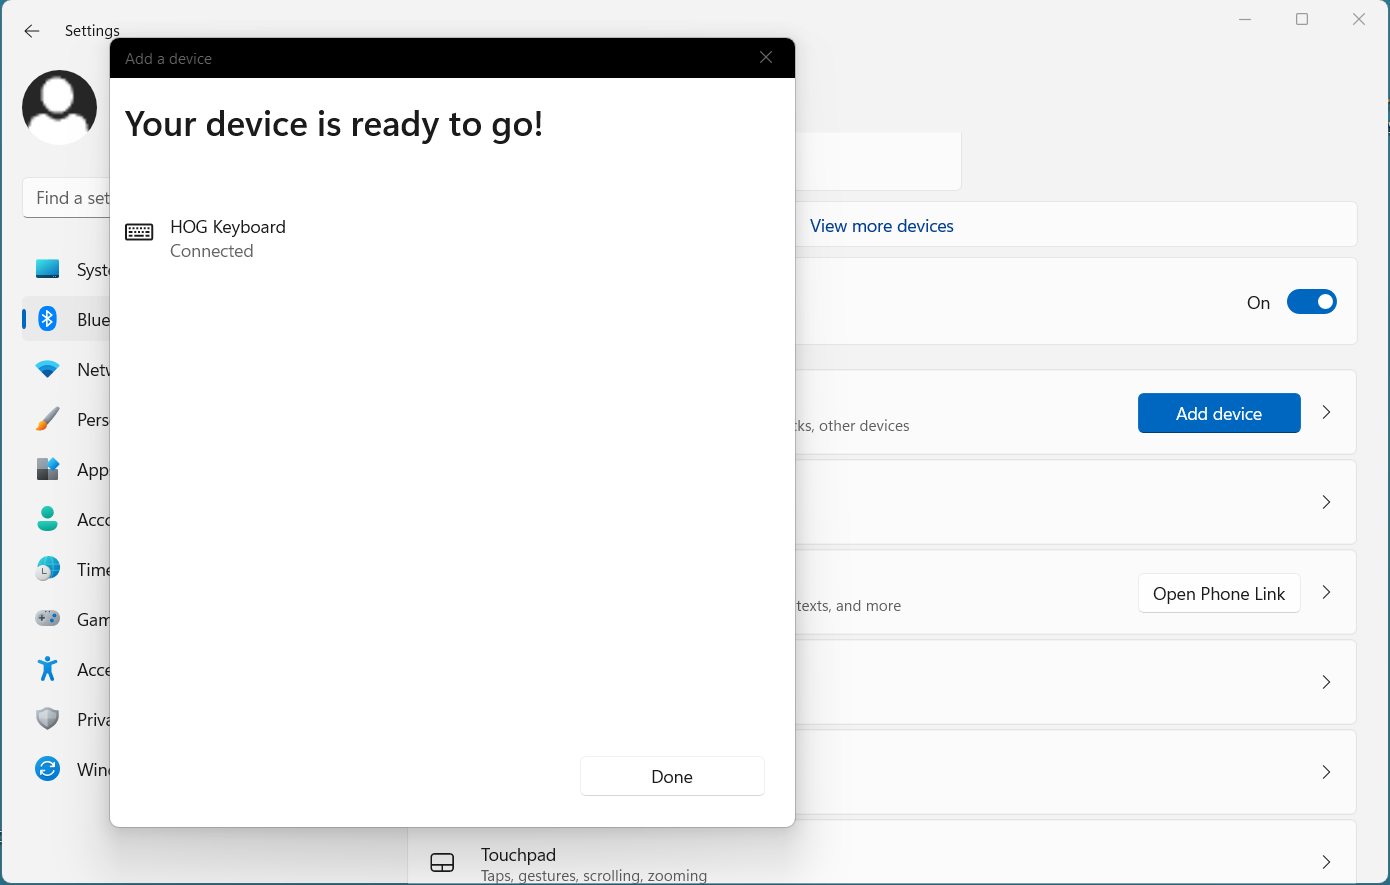 Settings
Add a device
Your device is ready to go!
HOG Keyboard
Connected
Done
Find a set
Syst
Blue
Netw
Pers
App
Acco
Time
Gam
Acce
Priva
Wind
View more devices
On
ks, other devices
Add device
texts, and more
Open Phone Link
Touchpad
Taps, gestures, scrolling, zooming